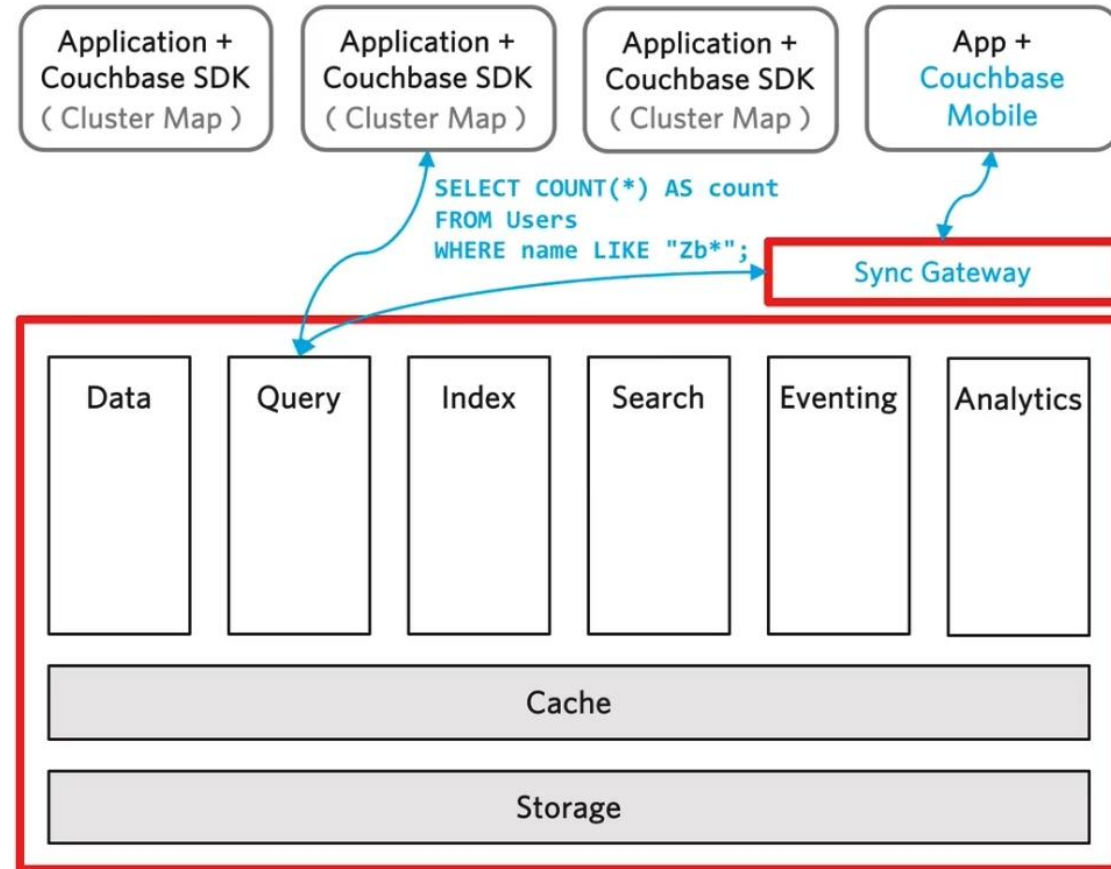 Application +
Couchbase SDK
( Cluster Map )
Application +
Couchbase SDK
( Cluster Map )
Application +
Couchbase SDK
( Cluster Map )
App +
Couchbase
Mobile
SELECT COUNT(*) AS count
FROM Users
WHERE name LIKE "Zb*";
Sync Gateway
Data
Query
Index
Search
Eventing
Analytics
Cache
Storage